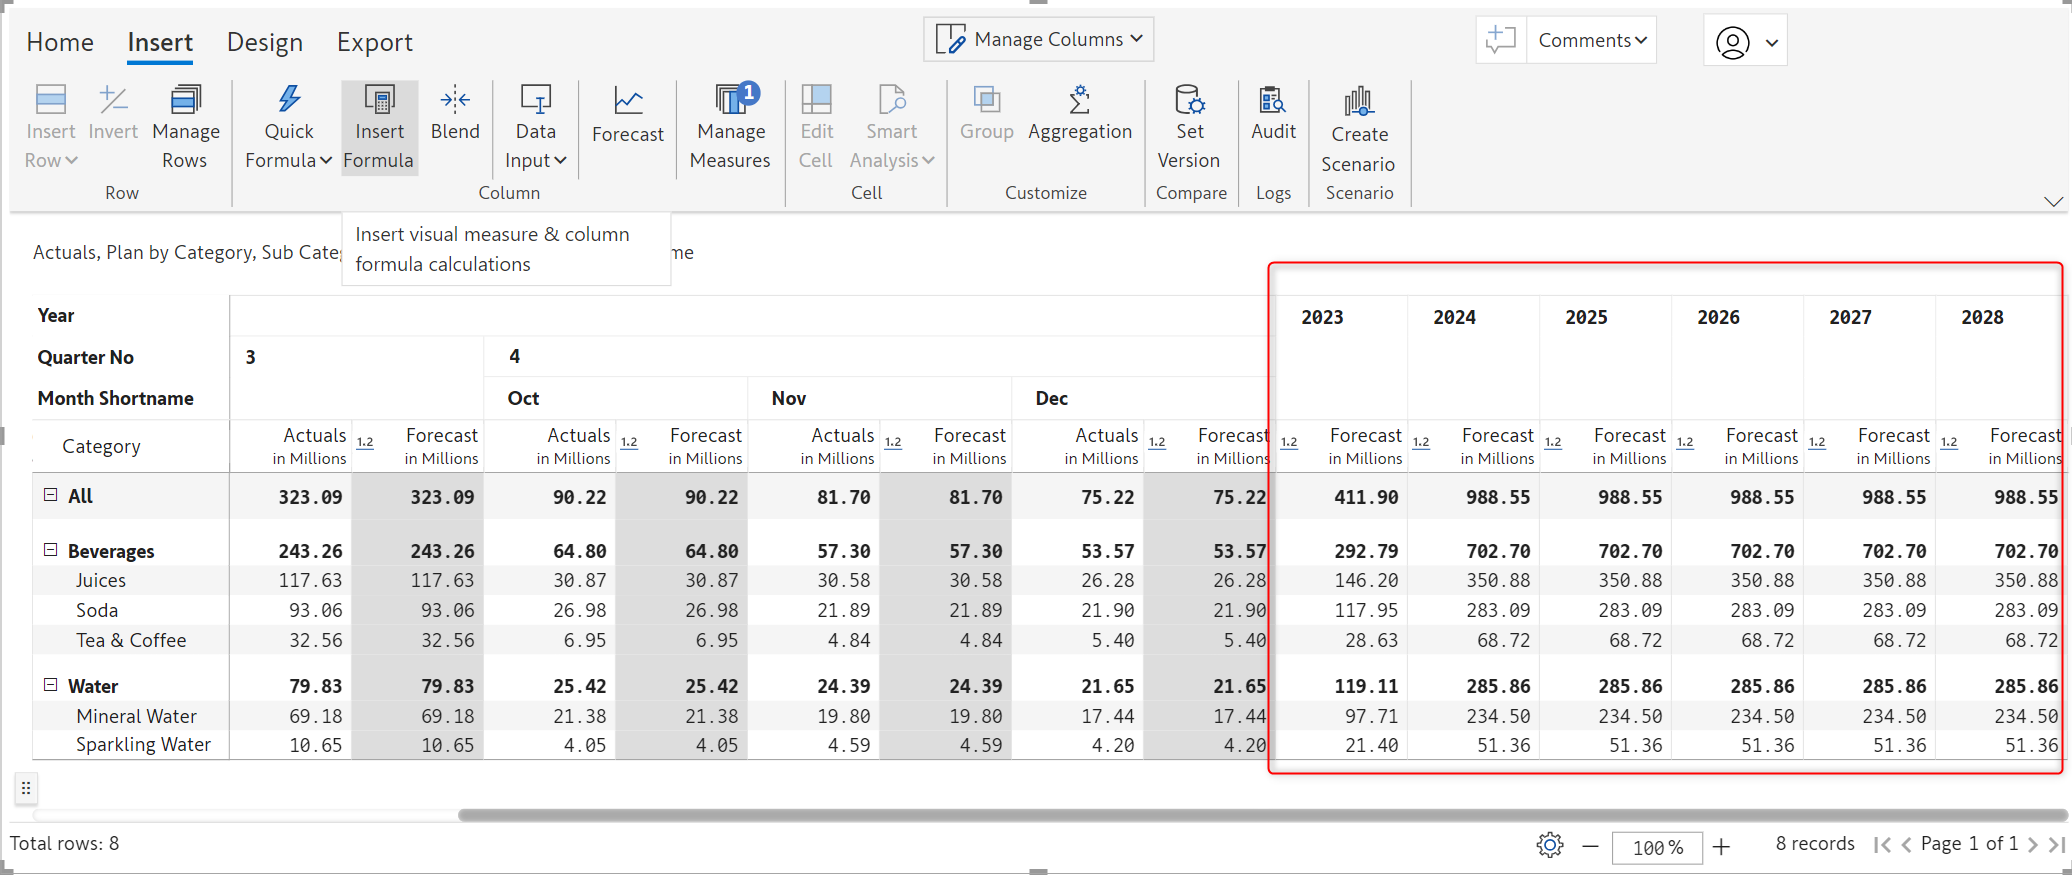 Home Insert Design Export Manage Columns Comments
Insert Invert Manage Quick Insert Blend Data Forecast Manage 1 Edit Smart Group Aggregation Set Audit Create
Row Rows Formula Formula Input Measures Cell Analysis Version Scenario
Row Column Cell Customize Compare Logs Scenario
Insert visual measure & column
formula calculations
Actuals, Plan by Category, Sub Cate me
Year 2023 2024 2025 2026 2027 2028
Quarter No 3 4
Month Shortname Oct Nov Dec
Category Actuals 1.2 Forecast Actuals 1.2 Forecast Actuals 1.2 Forecast Actuals 1.2 Forecast 1.2 Forecast 1.2 Forecast 1.2 Forecast 1.2 Forecast 1.2 Forecast 1.2 Forecast
in Millions in Millions in Millions in Millions in Millions in Millions in Millions in Millions in Millions in Millions in Millions in Millions in Millions in Millions
All 323.09 323.09 90.22 90.22 81.70 81.70 75.22 75.22 411.90 988.55 988.55 988.55 988.55 988.55
Beverages 243.26 243.26 64.80 64.80 57.30 57.30 53.57 53.57 292.79 702.70 702.70 702.70 702.70 702.70
Juices 117.63 117.63 30.87 30.87 30.58 30.58 26.28 26.28 146.20 350.88 350.88 350.88 350.88 350.88
Soda 93.06 93.06 26.98 26.98 21.89 21.89 21.90 21.90 117.95 283.09 283.09 283.09 283.09 283.09
Tea & Coffee 32.56 32.56 6.95 6.95 4.84 4.84 5.40 5.40 28.63 68.72 68.72 68.72 68.72 68.72
Water 79.83 79.83 25.42 25.42 24.39 24.39 21.65 21.65 119.11 285.86 285.86 285.86 285.86 285.86
Mineral Water 69.18 69.18 21.38 21.38 19.80 19.80 17.44 17.44 97.71 234.50 234.50 234.50 234.50 234.50
Sparkling Water 10.65 10.65 4.05 4.05 4.59 4.59 4.20 4.20 21.40 51.36 51.36 51.36 51.36 51.36
Total rows: 8 100 % 8 records Page 1 of 1